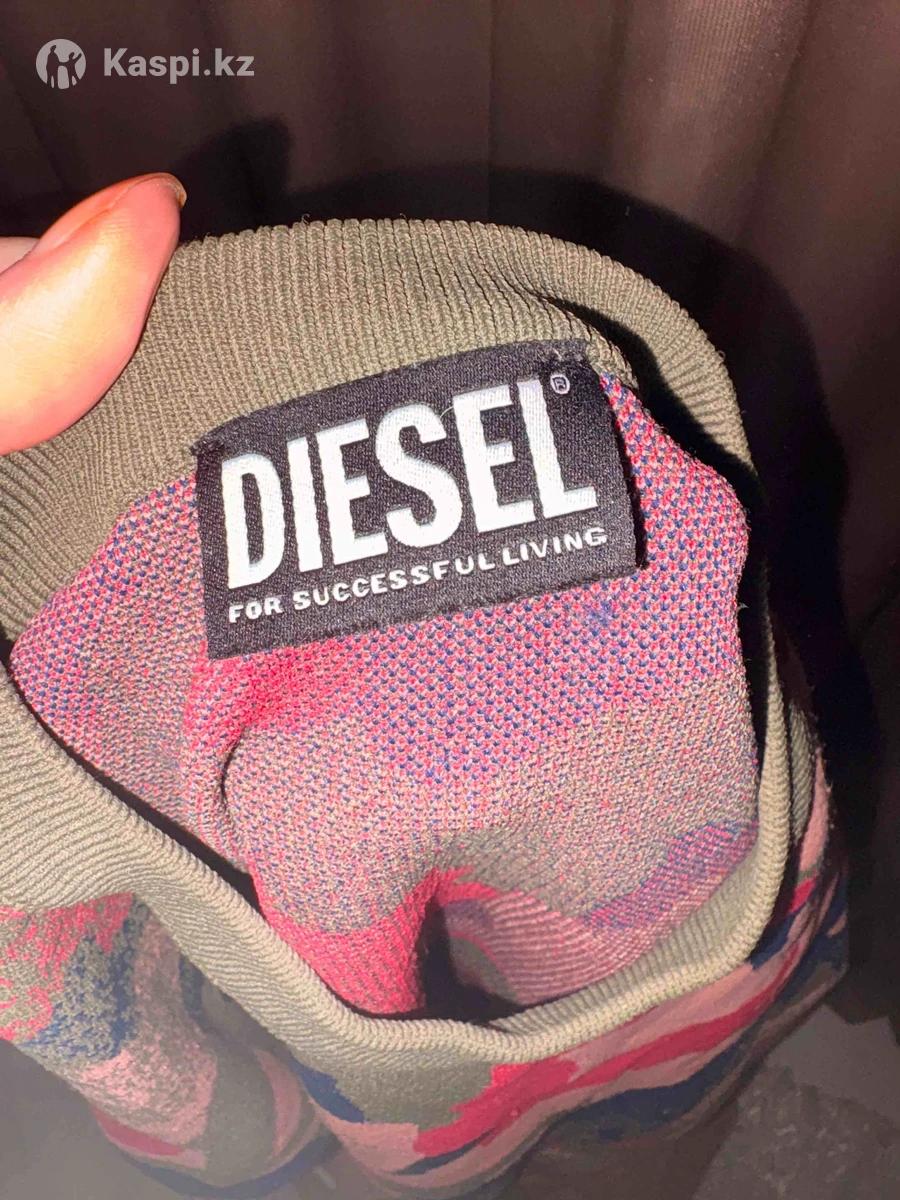 Kaspi.kz
DIESEL®
FOR SUCCESSFUL LIVING